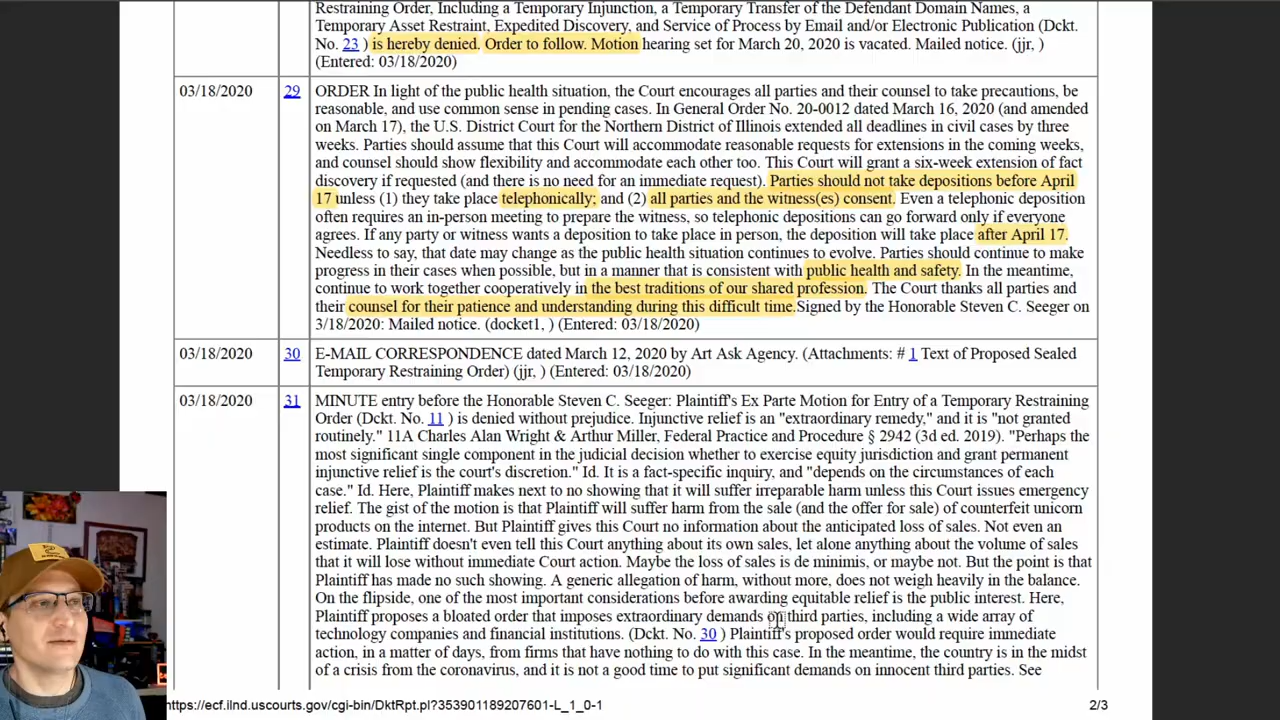 Restraining Order, Including a Temporary Injunction, a Temporary Transfer of the Defendant Domain Names, a
Temporary Asset Restraint, Expedited Discovery, and Service of Process by Email and/or Electronic Publication (Dckt.
No. 23 ) is hereby denied. Order to follow. Motion hearing set for March 20, 2020 is vacated. Mailed notice. (jjr, )
(Entered: 03/18/2020)
03/18/2020
29
ORDER In light of the public health situation, the Court encourages all parties and their counsel to take precautions, be
reasonable, and use common sense in pending cases. In General Order No. 20-0012 dated March 16, 2020 (and amended
on March 17), the U.S. District Court for the Northern District of Illinois extended all deadlines in civil cases by three
weeks. Parties should assume that this Court will accommodate reasonable requests for extensions in the coming weeks,
and counsel should show flexibility and accommodate each other too. This Court will grant a six-week extension of fact
discovery if requested (and there is no need for an immediate request). Parties should not take depositions before April
17 unless (1) they take place telephonically; and (2) all parties and the witness(es) consent. Even a telephonic deposition
often requires an in-person meeting to prepare the witness, so telephonic depositions can go forward only if everyone
agrees. If any party or witness wants a deposition to take place in person, the deposition will take place after April 17.
Needless to say, that date may change as the public health situation continues to evolve. Parties should continue to make
progress in their cases when possible, but in a manner that is consistent with public health and safety. In the meantime,
continue to work together cooperatively in the best traditions of our shared profession. The Court thanks all parties and
their counsel for their patience and understanding during this difficult time.Signed by the Honorable Steven C. Seeger on
3/18/2020: Mailed notice. (docket1, ) (Entered: 03/18/2020)
03/18/2020
30
E-MAIL CORRESPONDENCE dated March 12, 2020 by Art Ask Agency. (Attachments: # 1 Text of Proposed Sealed
Temporary Restraining Order) (jjr, ) (Entered: 03/18/2020)
03/18/2020
31
MINUTE entry before the Honorable Steven C. Seeger: Plaintiff's Ex Parte Motion for Entry of a Temporary Restraining
Order (Dckt. No. 11 ) is denied without prejudice. Injunctive relief is an "extraordinary remedy," and it is "not granted
routinely." 11A Charles Alan Wright & Arthur Miller, Federal Practice and Procedure § 2942 (3d ed. 2019). "Perhaps the
most significant single component in the judicial decision whether to exercise equity jurisdiction and grant permanent
injunctive relief is the court's discretion." Id. It is a fact-specific inquiry, and "depends on the circumstances of each
case." Id. Here, Plaintiff makes next to no showing that it will suffer irreparable harm unless this Court issues emergency
relief. The gist of the motion is that Plaintiff will suffer harm from the sale (and the offer for sale) of counterfeit unicorn
products on the internet. But Plaintiff gives this Court no information about the anticipated loss of sales. Not even an
estimate. Plaintiff doesn't even tell this Court anything about its own sales, let alone anything about the volume of sales
that it will lose without immediate Court action. Maybe the loss of sales is de minimis, or maybe not. But the point is that
Plaintiff has made no such showing. A generic allegation of harm, without more, does not weigh heavily in the balance.
On the flipside, one of the most important considerations before awarding equitable relief is the public interest. Here,
Plaintiff proposes a bloated order that imposes extraordinary demands on third parties, including a wide array of
technology companies and financial institutions. (Dckt. No. 30 ) Plaintiff's proposed order would require immediate
action, in a matter of days, from firms that have nothing to do with this case. In the meantime, the country is in the midst
of a crisis from the coronavirus, and it is not a good time to put significant demands on innocent third parties. See
https://ecf.ilnd.uscourts.gov/cgi-bin/DktRpt.pl?353901189207601-L_1_0-1
2/3